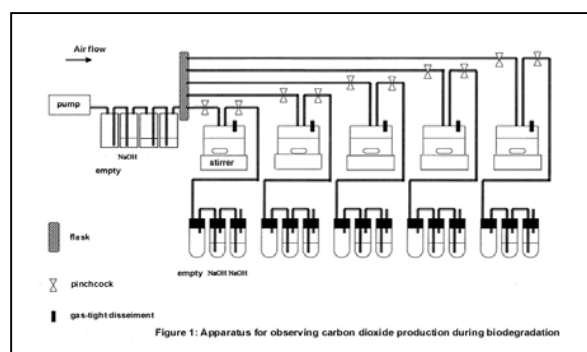 Air flow
pump
NaOH
empty
stirrer
flask
empty NaOH NaOH
pinchcock
gas-tight disseiment
Figure 1: Apparatus for observing carbon dioxide production during biodegradation